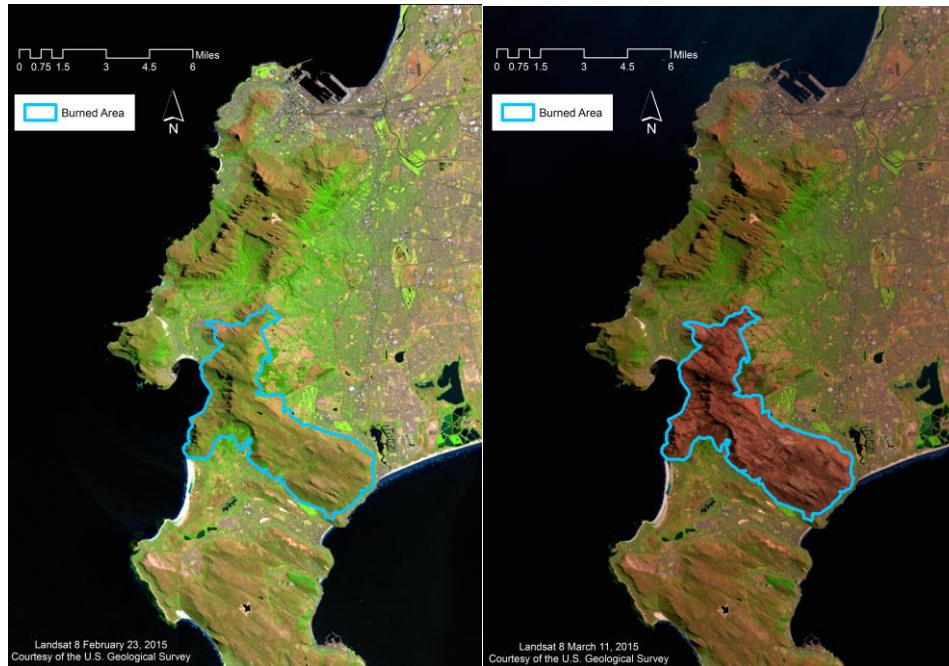 Miles
0 0.75 1.5 3 4.5 6
Burned Area
N
Landsat 8 February 23, 2015
Courtesy of the U.S. Geological Survey
Miles
0 0.75 1.5 3 4.5 6
Burned Area
N
Landsat 8 March 11, 2015
Courtesy of the U.S. Geological Survey